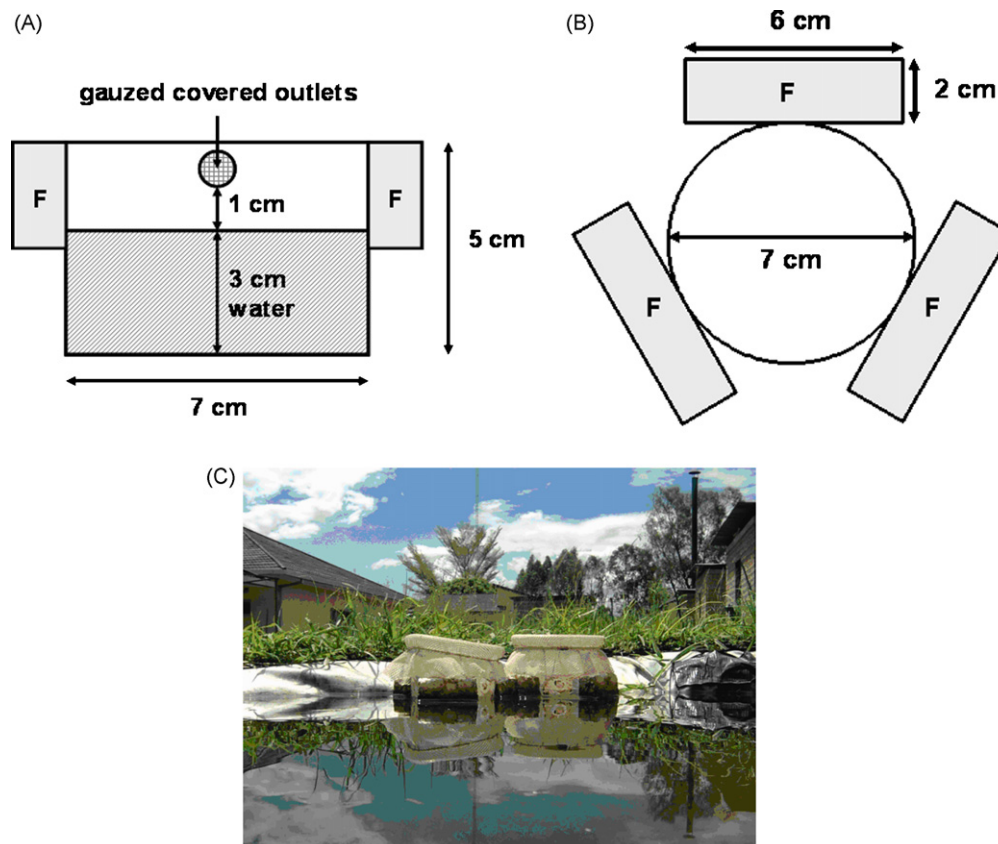 (A)
gauzed covered outlets
F
F
1 cm
5 cm
3 cm
water
7 cm
(B)
6 cm
F
2 cm
7 cm
F
F
(C)